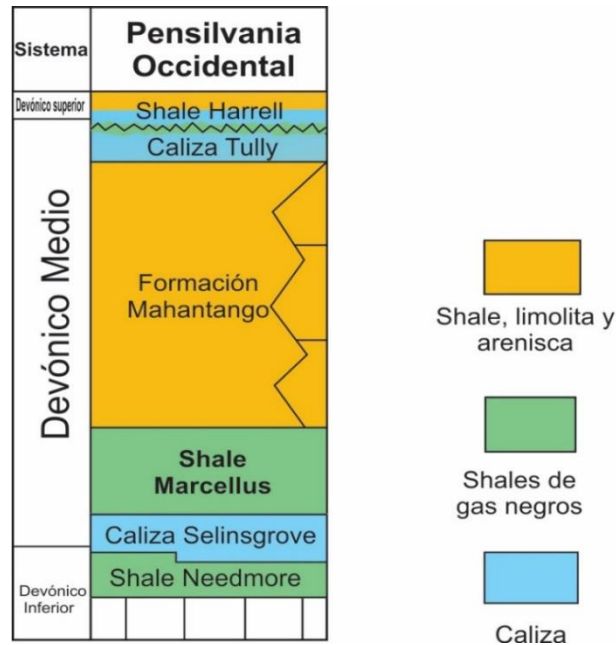 Sistema
Pensilvania
Occidental
Devónico superior
Shale Harrell
Caliza Tully
Devónico Medio
Formación
Mahantango
Shale
Marcellus
Caliza Selinsgrove
Shale Needmore
Devónico
Inferior
Shale, limolita y
arenisca
Shales de
gas negros
Caliza